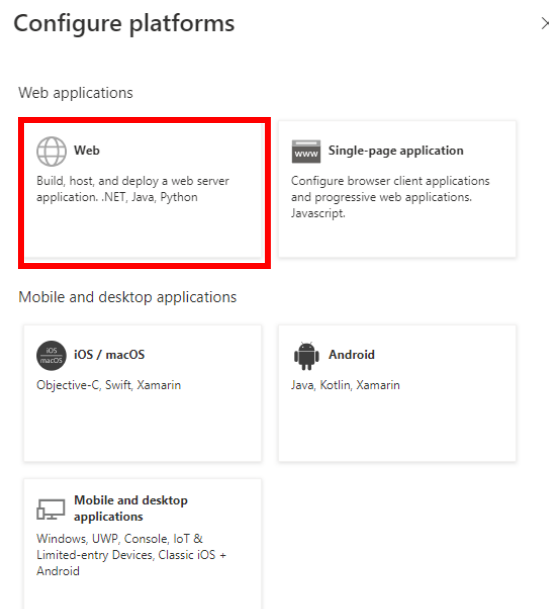 Configure platforms
Web applications
Web
Build, host, and deploy a web server
application. .NET, Java, Python
www
Single-page application
Configure browser client applications
and progressive web applications.
Javascript.
Mobile and desktop applications
iOS
macOS
iOS / macOS
Objective-C, Swift, Xamarin
Android
Java, Kotlin, Xamarin
Mobile and desktop
applications
Windows, UWP, Console, IoT &
Limited-entry Devices, Classic iOS +
Android